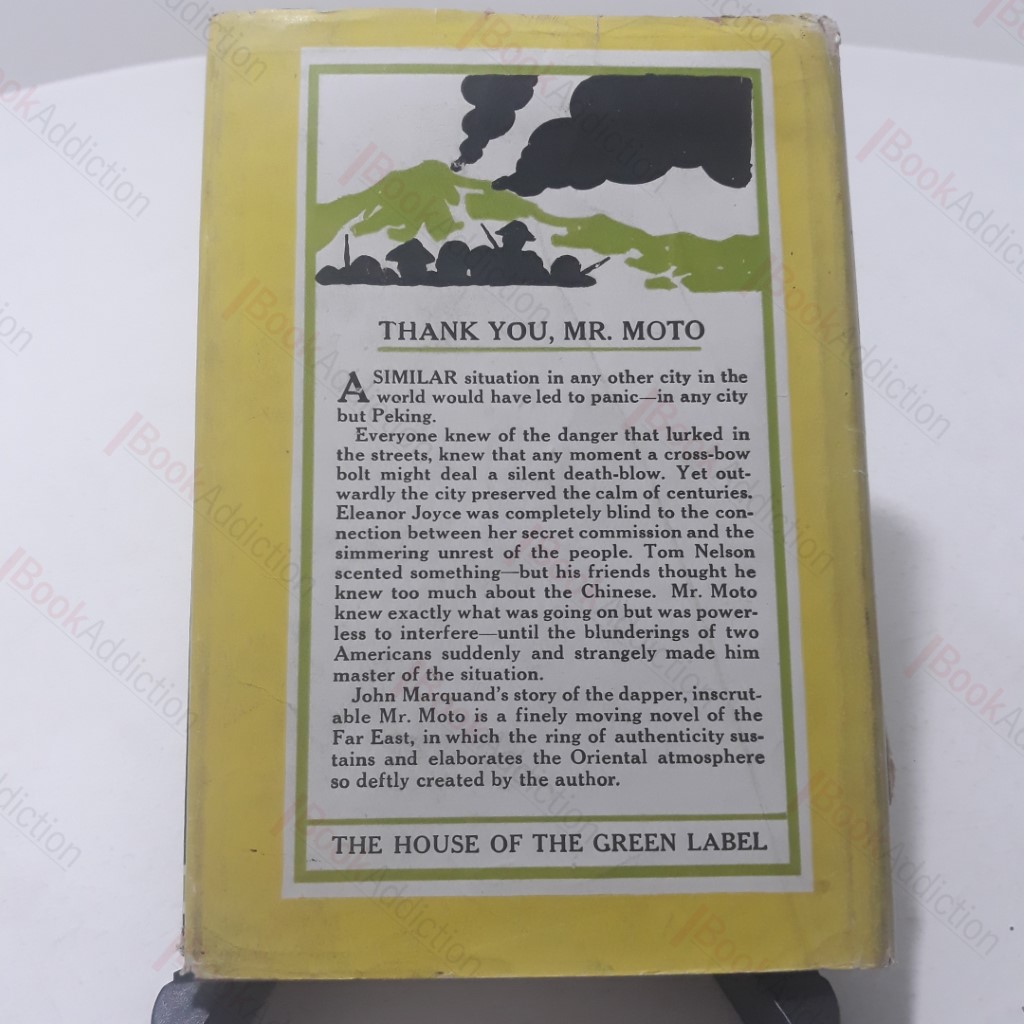 THANK YOU, MR. MOTO
A SIMILAR situation in any other city in the
world would have led to panic—in any city
but Peking.
Everyone knew of the danger that lurked in
the streets, knew that any moment a cross-bow
bolt might deal a silent death-blow. Yet out-
wardly the city preserved the calm of centuries.
Eleanor Joyce was completely blind to the con-
nection between her secret commission and the
simmering unrest of the people. Tom Nelson
scented something—but his friends thought he
knew too much about the Chinese. Mr. Moto
knew exactly what was going on but was power-
less to interfere—until the blunderings of two
Americans suddenly and strangely made him
master of the situation.
John Marquand's story of the dapper, inscrut-
able Mr. Moto is a finely moving novel of the
Far East, in which the ring of authenticity sus-
tains and elaborates the Oriental atmosphere
so deftly created by the author.
THE HOUSE OF THE GREEN LABEL
BookAddiction